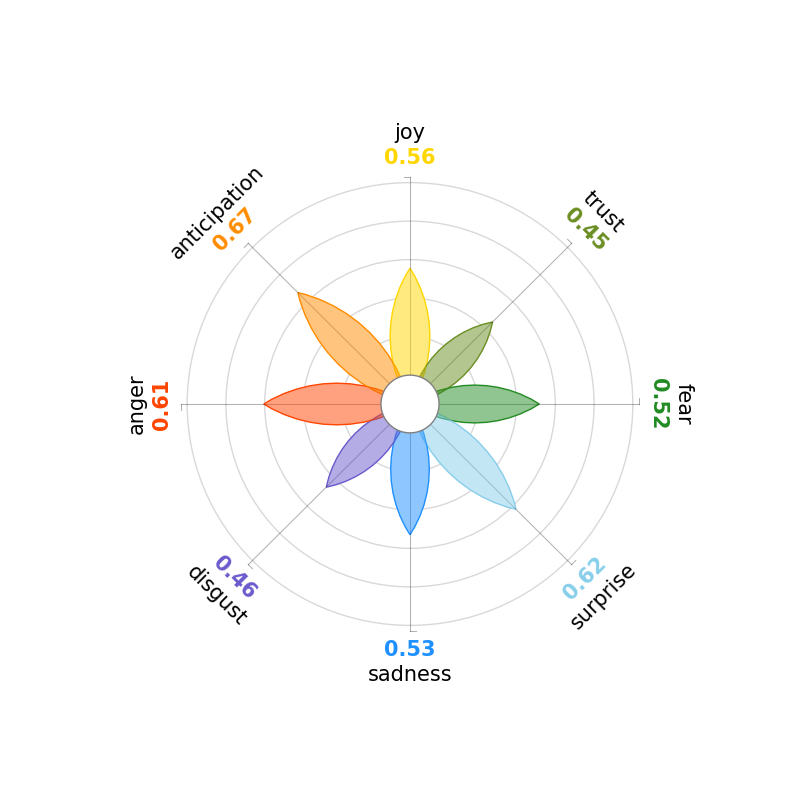 joy
0.56
trust
0.45
fear
0.52
surprise
0.62
sadness
0.53
disgust
0.46
anger
0.61
anticipation
0.67